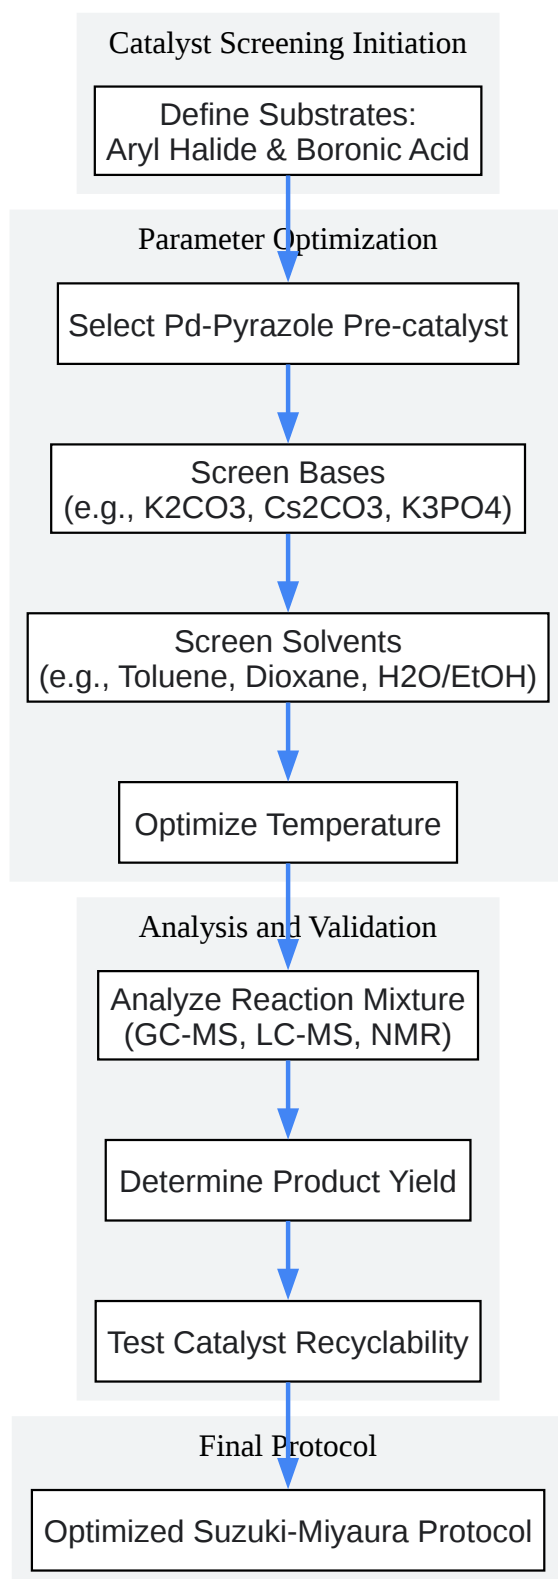 Catalyst Screening Initiation
Define Substrates:
Aryl Halide & Boronic Acid
Parameter Optimization
Select Pd-Pyrazole Pre-catalyst
Screen Bases
(e.g., K2CO3, Cs2CO3, K3PO4)
Screen Solvents
(e.g., Toluene, Dioxane, H2O/EtOH)
Optimize Temperature
Analysis and Validation
Analyze Reaction Mixture
(GC-MS, LC-MS, NMR)
Determine Product Yield
Test Catalyst Recyclability
Final Protocol
Optimized Suzuki-Miyaura Protocol